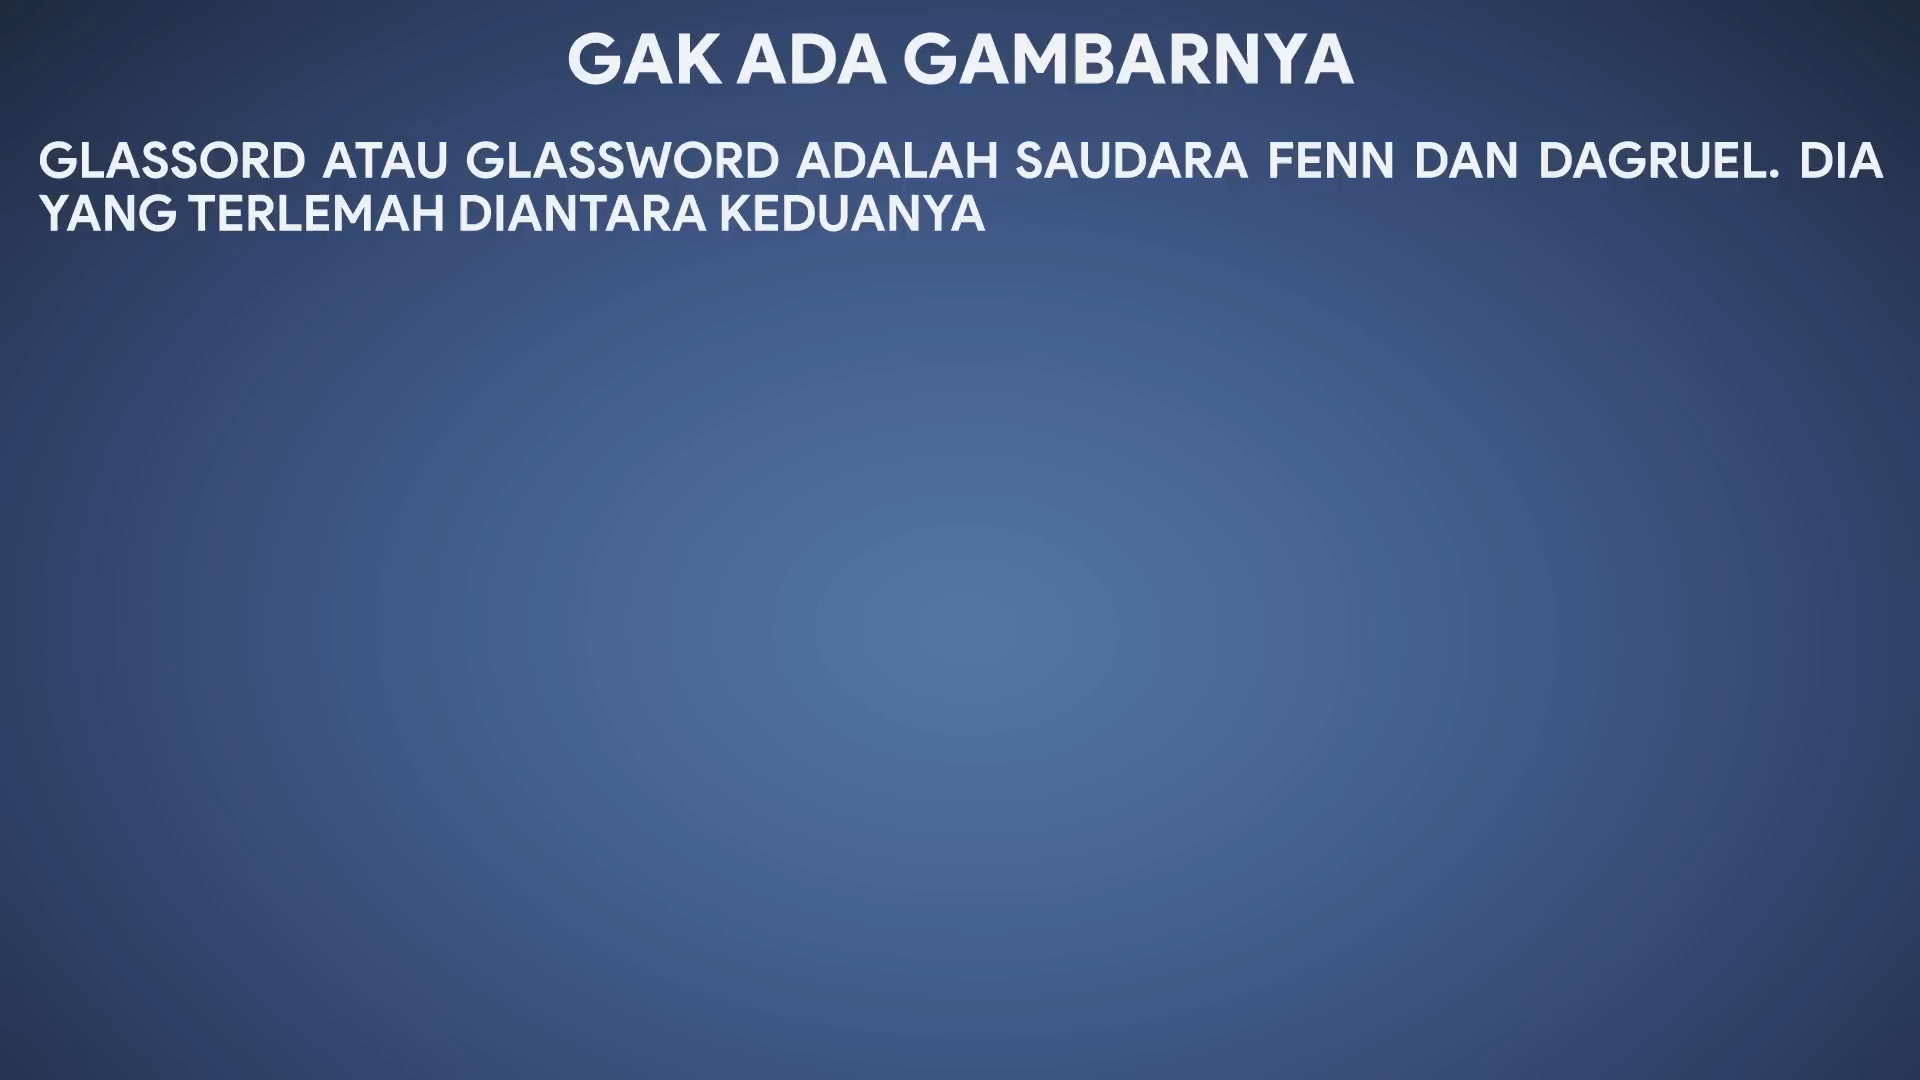 GAK ADA GAMBARNYA
GLASSORD ATAU GLASSWORD ADALAH SAUDARA FENN DAN DAGRUEL. DIA
YANG TERLEMAH DIANTARA KEDUANYA